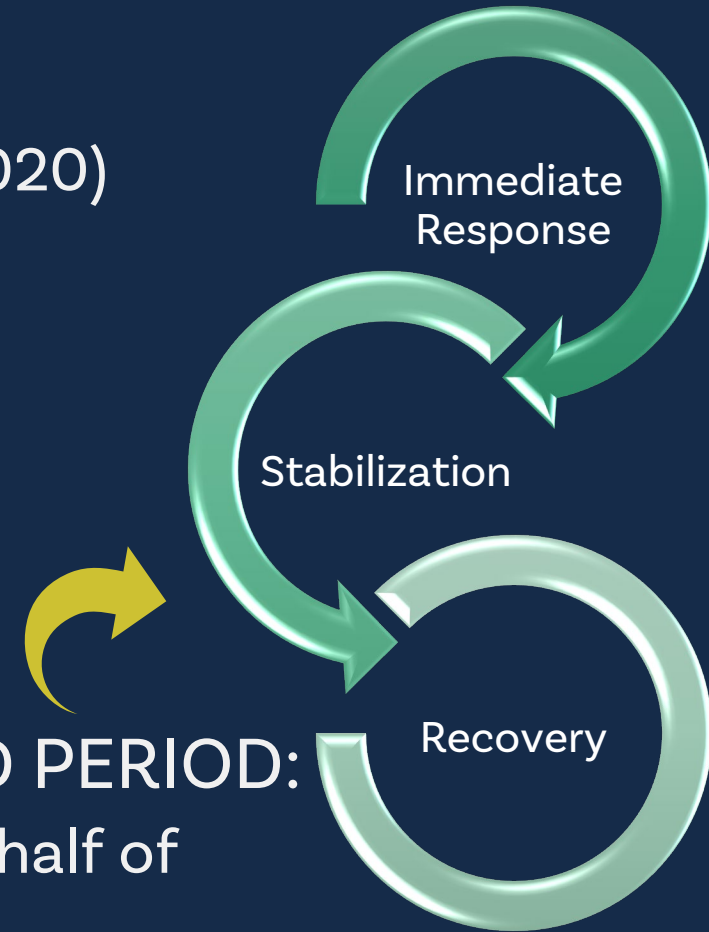 020)
Immediate
Response
Stabilization
Recovery
D PERIOD:
half of